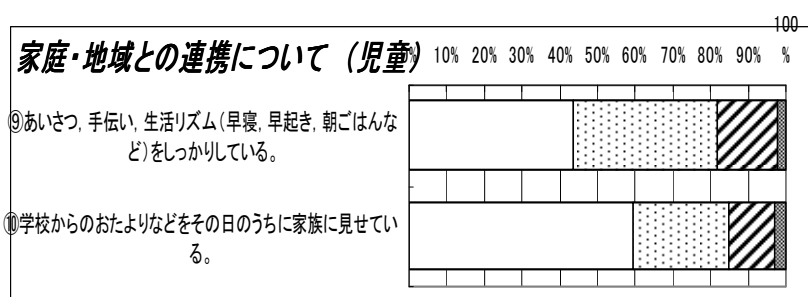 家庭・地域との連携について（児童）
0% 10% 20% 30% 40% 50% 60% 70% 80% 90% 100%
⑨あいさつ，手伝い，生活リズム（早寝，早起き，朝ごはんな
ど）をしっかりしている。
⑩学校からのおたよりなどをその日のうちに家族に見せてい
る。